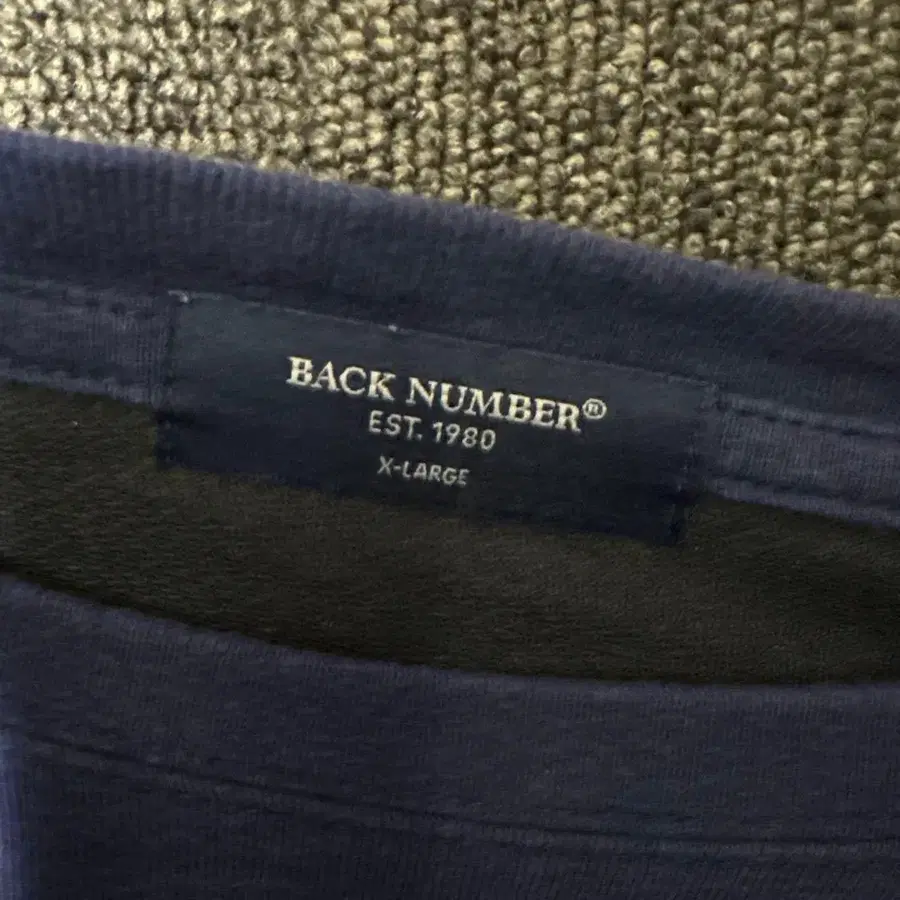 BACK NUMBER®
EST. 1980
X-LARGE